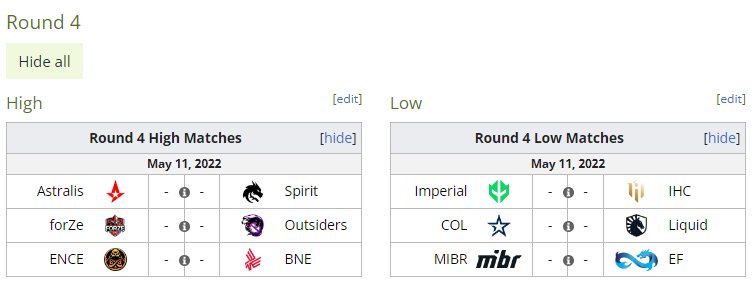 Round 4
Hide all
High [edit]
Round 4 High Matches [hide]
May 11, 2022
Astralis - - Spirit
forZe FORZE - - Outsiders
ENCE - - BNE
Low [edit]
Round 4 Low Matches [hide]
May 11, 2022
Imperial - - IHC
COL - - Liquid
MIBR mibr - - EF